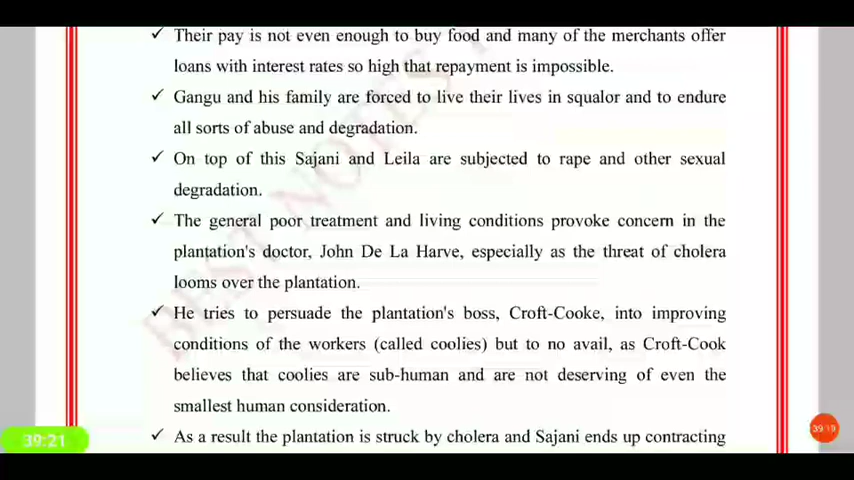 ✓ Their pay is not even enough to buy food and many of the merchants offer
loans with interest rates so high that repayment is impossible.
✓ Gangu and his family are forced to live their lives in squalor and to endure
all sorts of abuse and degradation.
✓ On top of this Sajani and Leila are subjected to rape and other sexual
degradation.
✓ The general poor treatment and living conditions provoke concern in the
plantation's doctor, John De La Harve, especially as the threat of cholera
looms over the plantation.
✓ He tries to persuade the plantation's boss, Croft-Cooke, into improving
conditions of the workers (called coolies) but to no avail, as Croft-Cook
believes that coolies are sub-human and are not deserving of even the
smallest human consideration.
✓ As a result the plantation is struck by cholera and Sajani ends up contracting
BEST NOTES
39:21
39:19